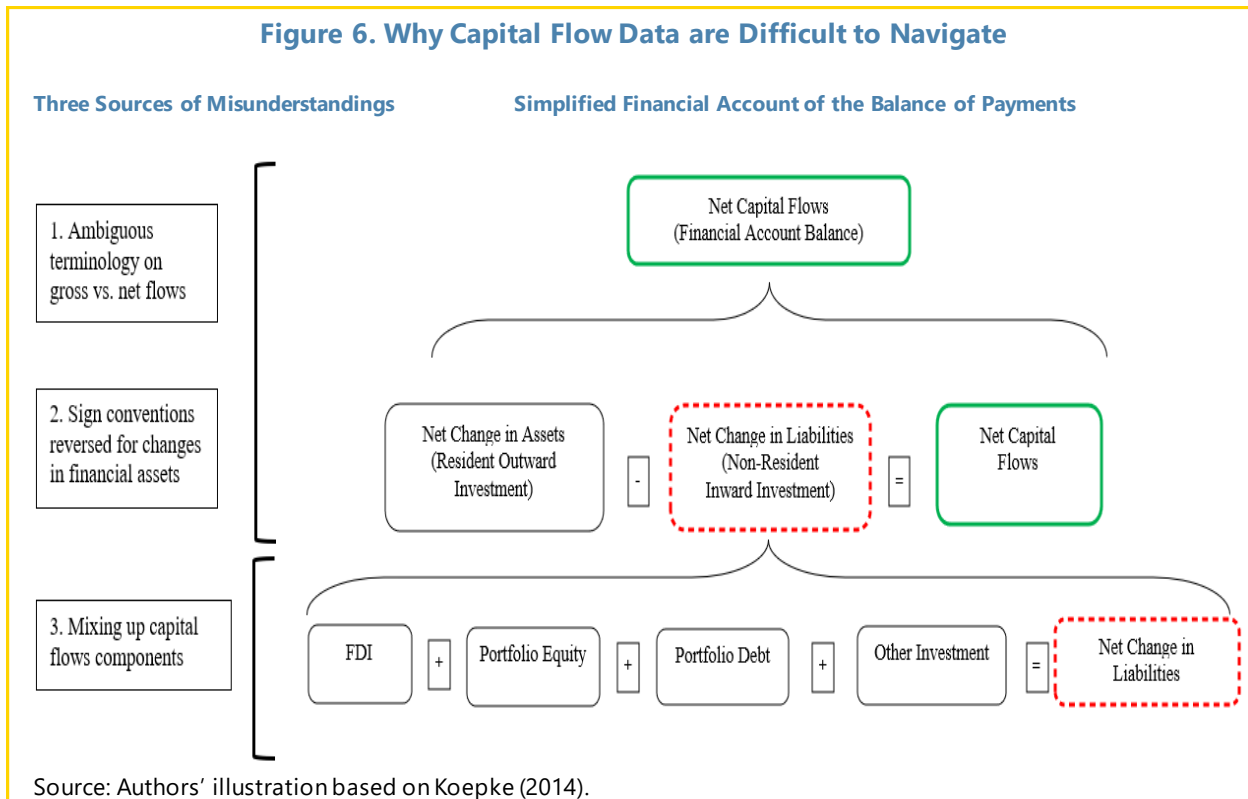 Figure 6. Why Capital Flow Data are Difficult to Navigate
Three Sources of Misunderstandings
Simplified Financial Account of the Balance of Payments
1. Ambiguous
terminology on
gross vs. net flows
Net Capital Flows
(Financial Account Balance)
2. Sign conventions
reversed for changes
in financial assets
Net Change in Assets
(Resident Outward
Investment)
-
Net Change in Liabilities
(Non-Resident
Inward Investment)
=
Net Capital
Flows
3. Mixing up capital
flows components
FDI
+
Portfolio Equity
+
Portfolio Debt
+
Other Investment
=
Net Change in
Liabilities
Source: Authors’ illustration based on Koepke (2014).